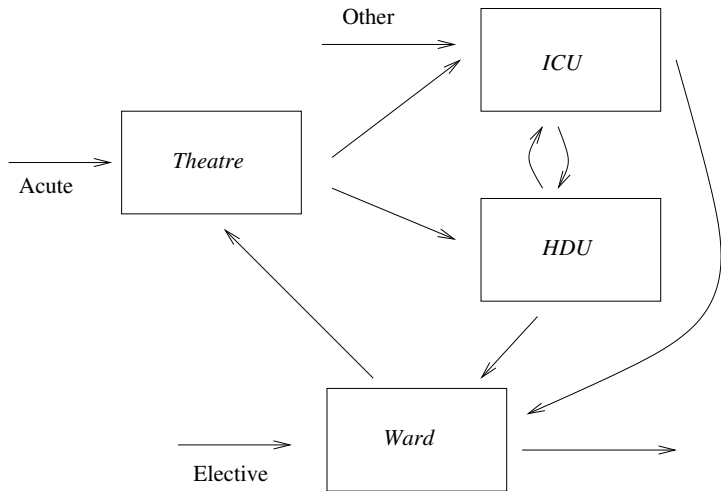 Other
ICU
Theatre
Acute
HDU
Ward
Elective